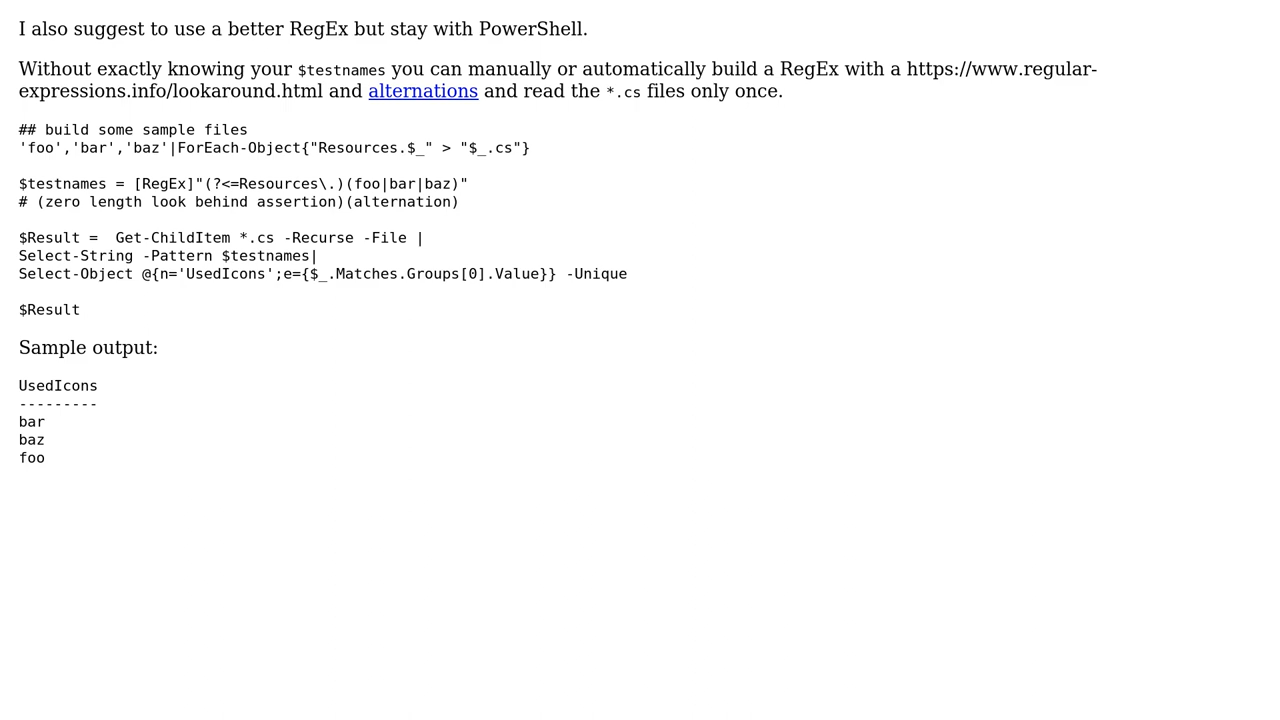 I also suggest to use a better RegEx but stay with PowerShell.
Without exactly knowing your $testnames you can manually or automatically build a RegEx with a https://www.regular-
expressions.info/lookaround.html and alternations and read the *.cs files only once.
## build some sample files
'foo','bar','baz'|ForEach-Object{"Resources.$_" > "$_.cs"}
$testnames = [RegEx]"(?<=Resources\.)(foo|bar|baz)"
# (zero length look behind assertion)(alternation)
$Result =  Get-ChildItem *.cs -Recurse -File |
Select-String -Pattern $testnames|
Select-Object @{n='UsedIcons';e={$_.Matches.Groups[0].Value}} -Unique
$Result
Sample output:
UsedIcons
---------
bar
baz
foo